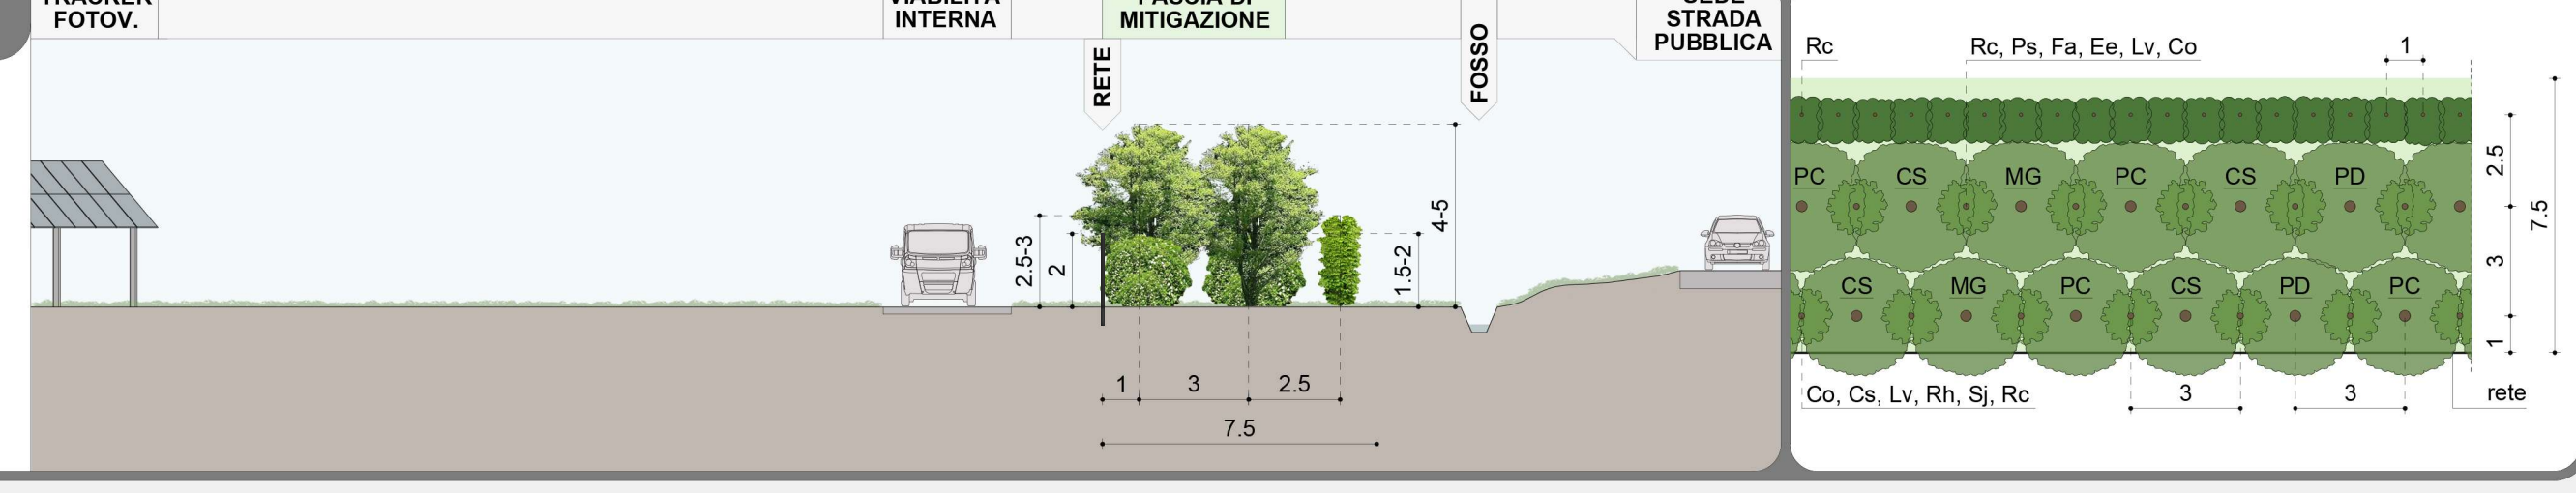 FOTOV.
INTERNA
MITIGAZIONE
STRADA
PUBBLICA
RETE
FOSSO
2.5-3
2
1.5-2
4-5
1
3
2.5
7.5
Rc
Rc, Ps, Fa, Ee, Lv, Co
1
PC
CS
MG
PC
CS
PD
CS
MG
PC
CS
PD
PC
2.5
3
1
7.5
Co, Cs, Lv, Rh, Sj, Rc
3
3
rete